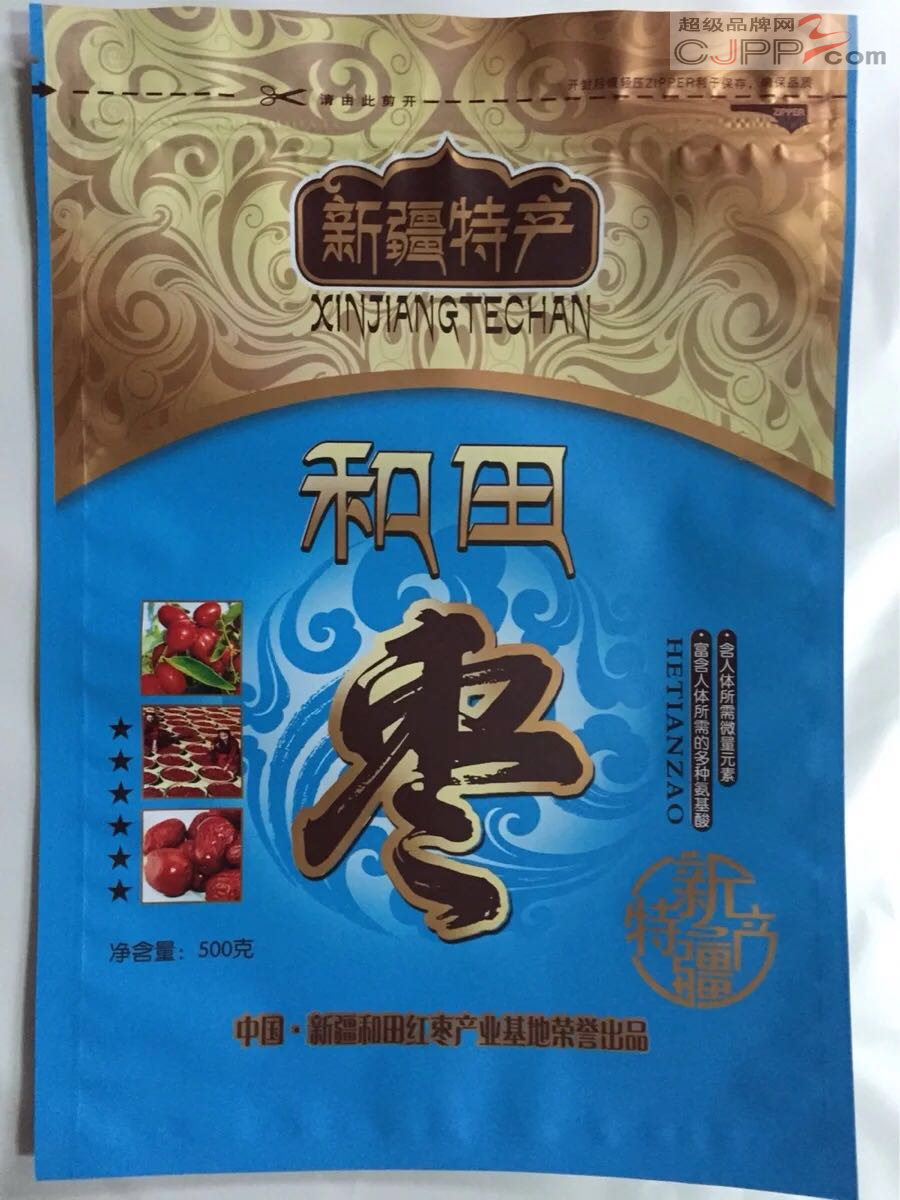 超级品牌网
CJPP.com
开封后请轻压ZIPPER利于保存，确保品质
请由此剪开
ZIPPER
新疆特产
XINJIANGTECHAN
和田
枣
·含人体所需微量元素
·富含人体所需的多种氨基酸
HETIANZAO
新疆特产
净含量：500克
中国·新疆和田红枣产业基地荣誉出品